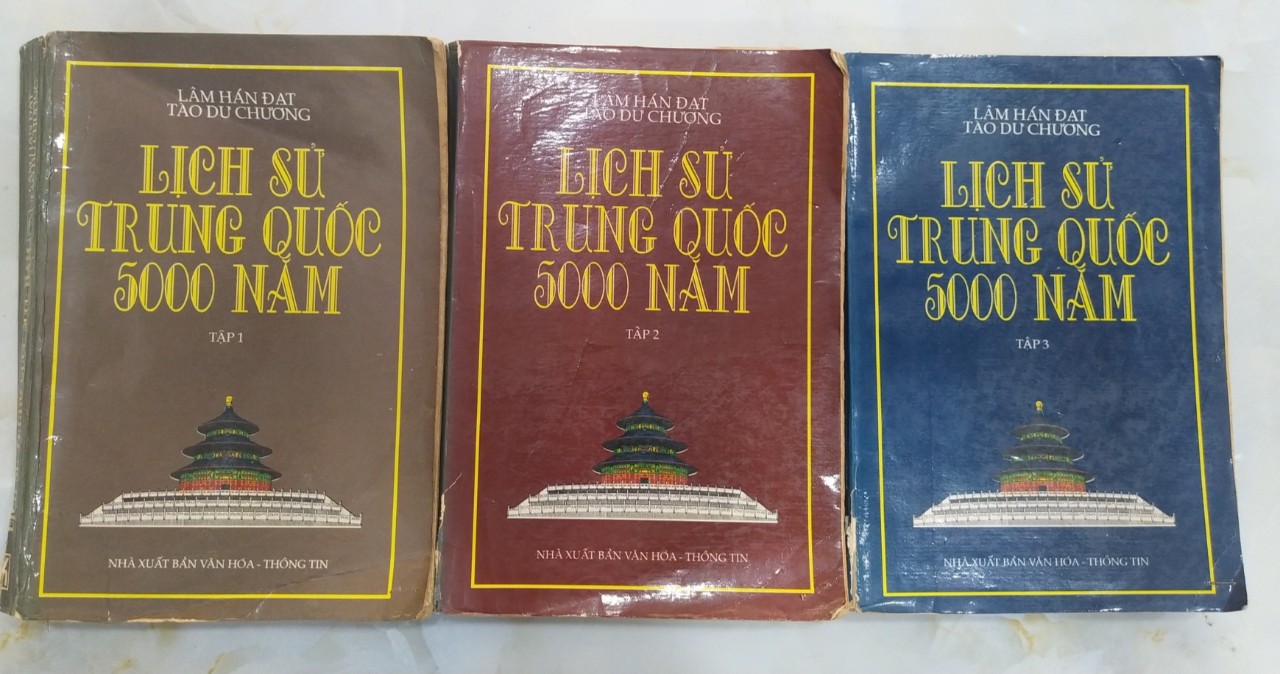 LÂM HÁN ĐẠT
TÀO DƯ CHƯƠNG
LỊCH SỬ
TRUNG QUỐC
5000 NĂM
TẬP 1
NHÀ XUẤT BẢN VĂN HÓA - THÔNG TIN
LÂM HÁN ĐẠT
TÀO DƯ CHƯƠNG
LỊCH SỬ
TRUNG QUỐC
5000 NĂM
TẬP 2
NHÀ XUẤT BẢN VĂN HÓA - THÔNG TIN
LÂM HÁN ĐẠT
TÀO DƯ CHƯƠNG
LỊCH SỬ
TRUNG QUỐC
5000 NĂM
TẬP 3
NHÀ XUẤT BẢN VĂN HÓA - THÔNG TIN